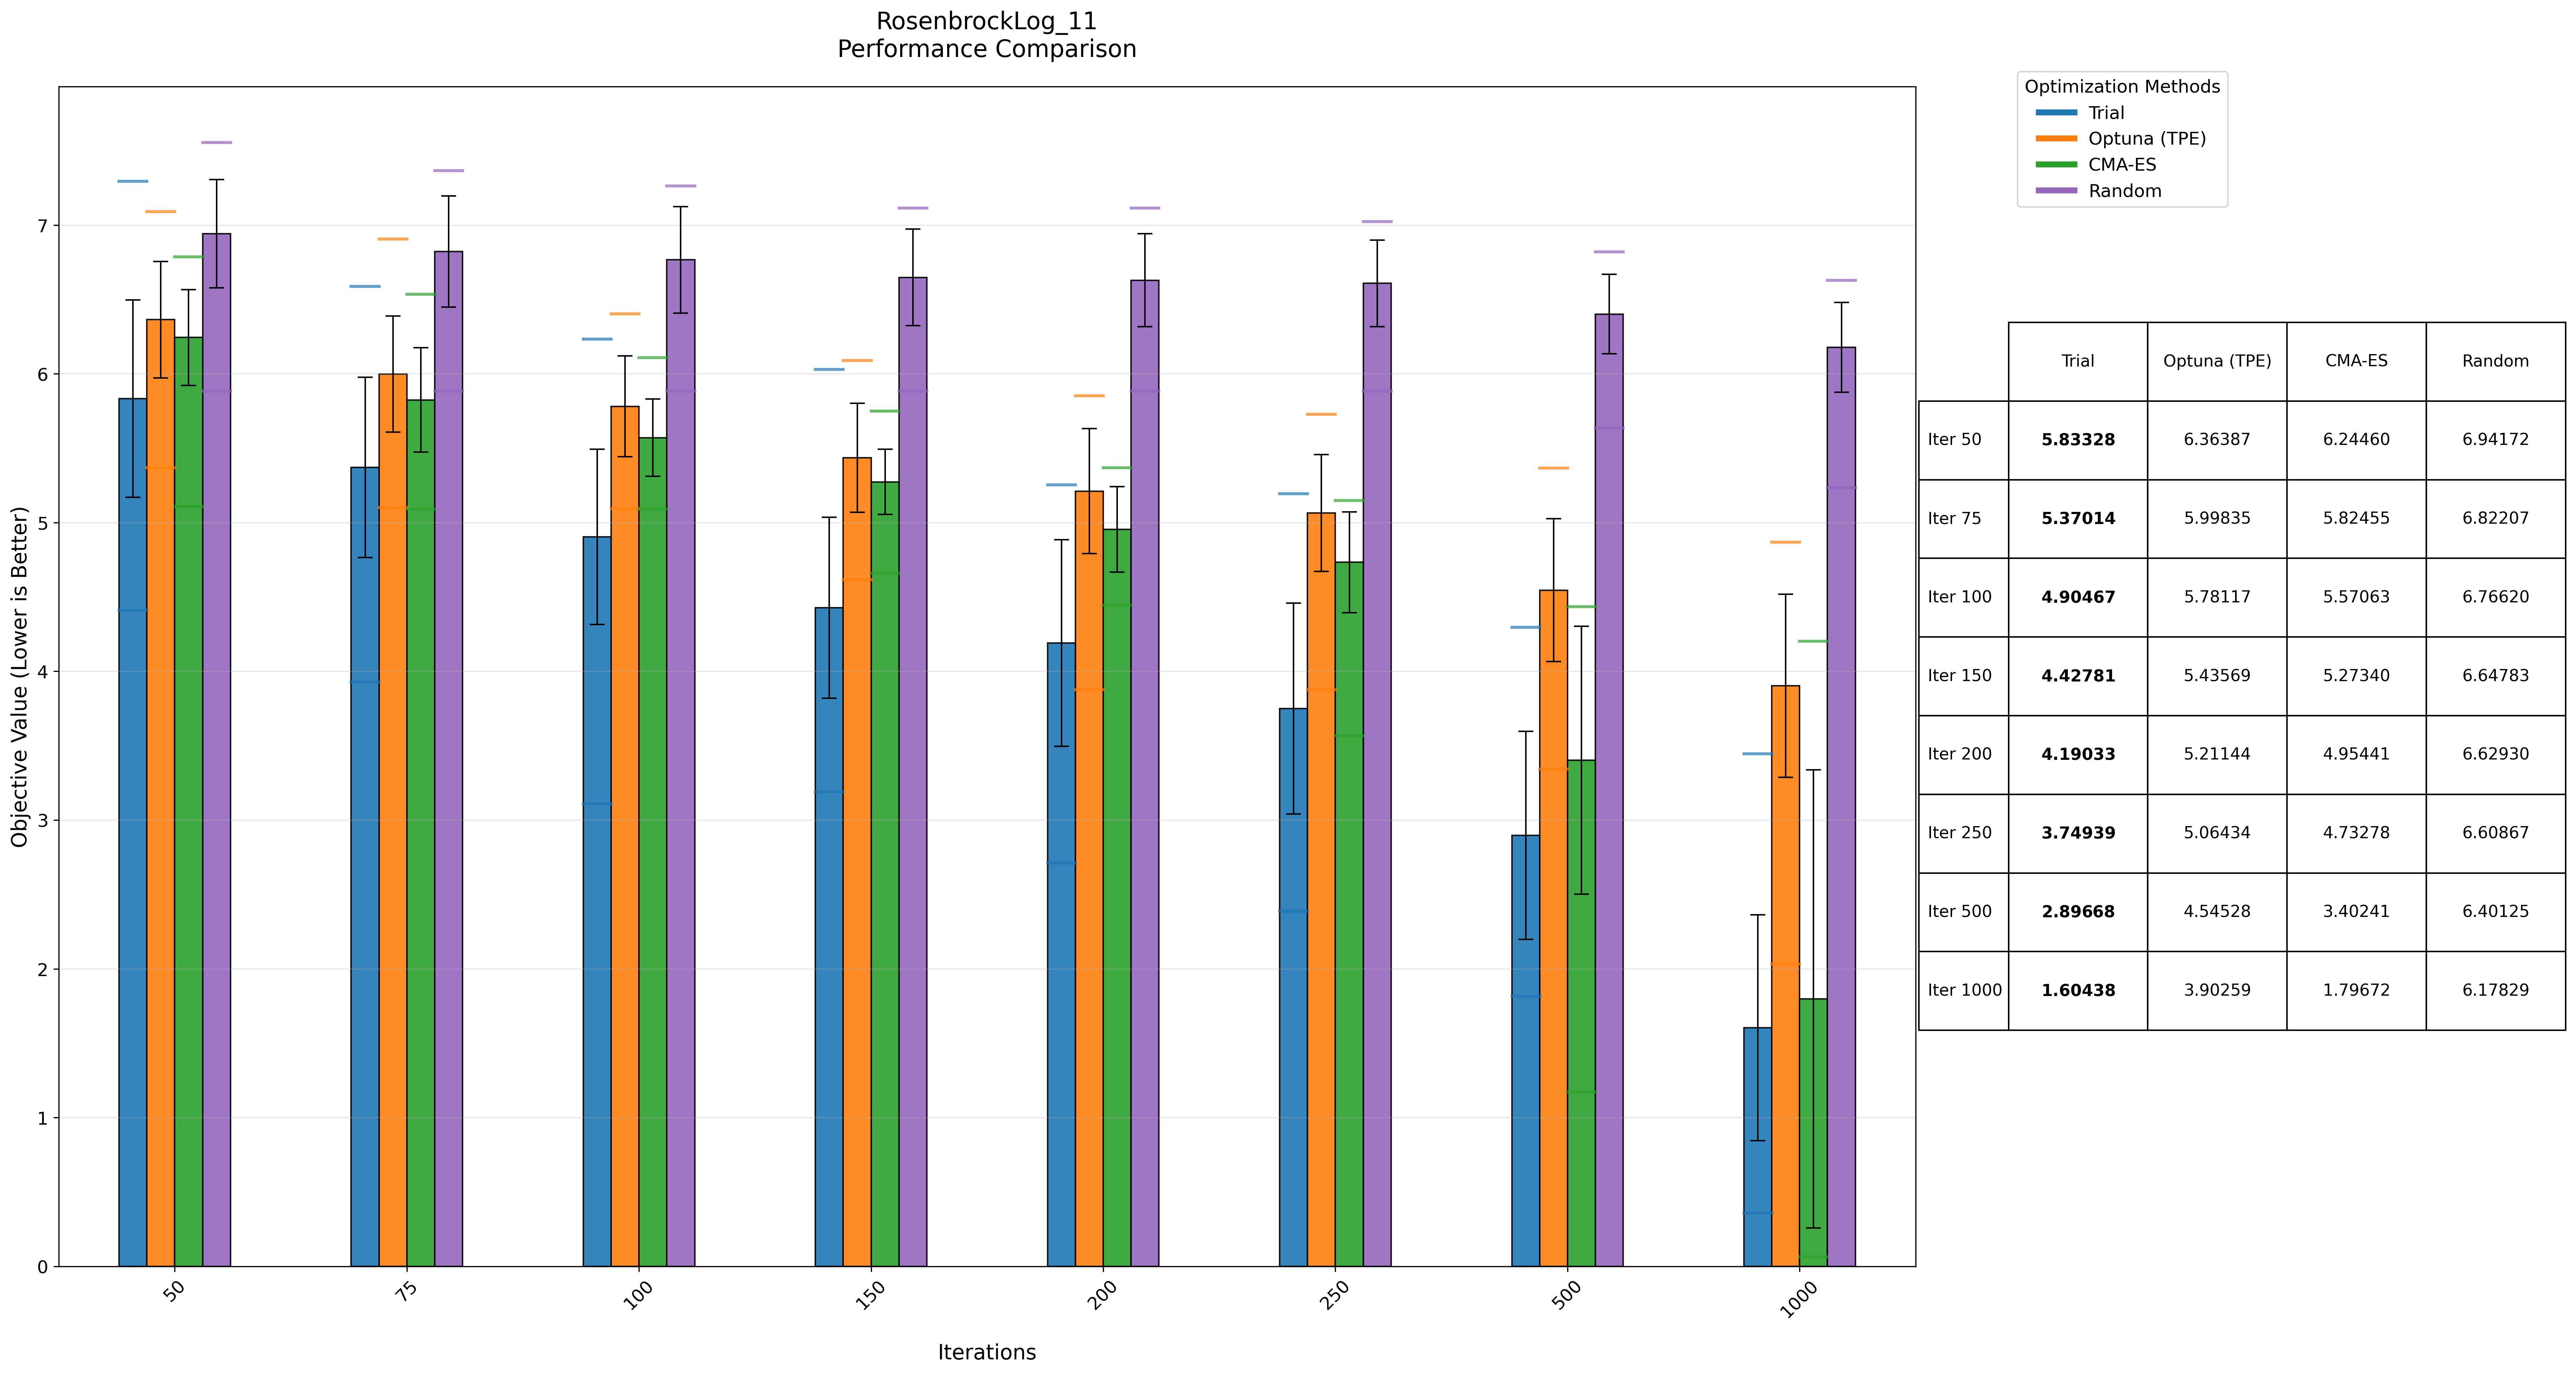 RosenbrockLog_11
Performance Comparison
Optimization Methods
Trial
Optuna (TPE)
CMA-ES
Random
Objective Value (Lower is Better)
7
6
5
4
3
2
1
0
50
75
100
150
200
250
500
1000
Iterations
Trial Optuna (TPE) CMA-ES Random
Iter 50 5.83328 6.36387 6.24460 6.94172
Iter 75 5.37014 5.99835 5.82455 6.82207
Iter 100 4.90467 5.78117 5.57063 6.76620
Iter 150 4.42781 5.43569 5.27340 6.64783
Iter 200 4.19033 5.21144 4.95441 6.62930
Iter 250 3.74939 5.06434 4.73278 6.60867
Iter 500 2.89668 4.54528 3.40241 6.40125
Iter 1000 1.60438 3.90259 1.79672 6.17829